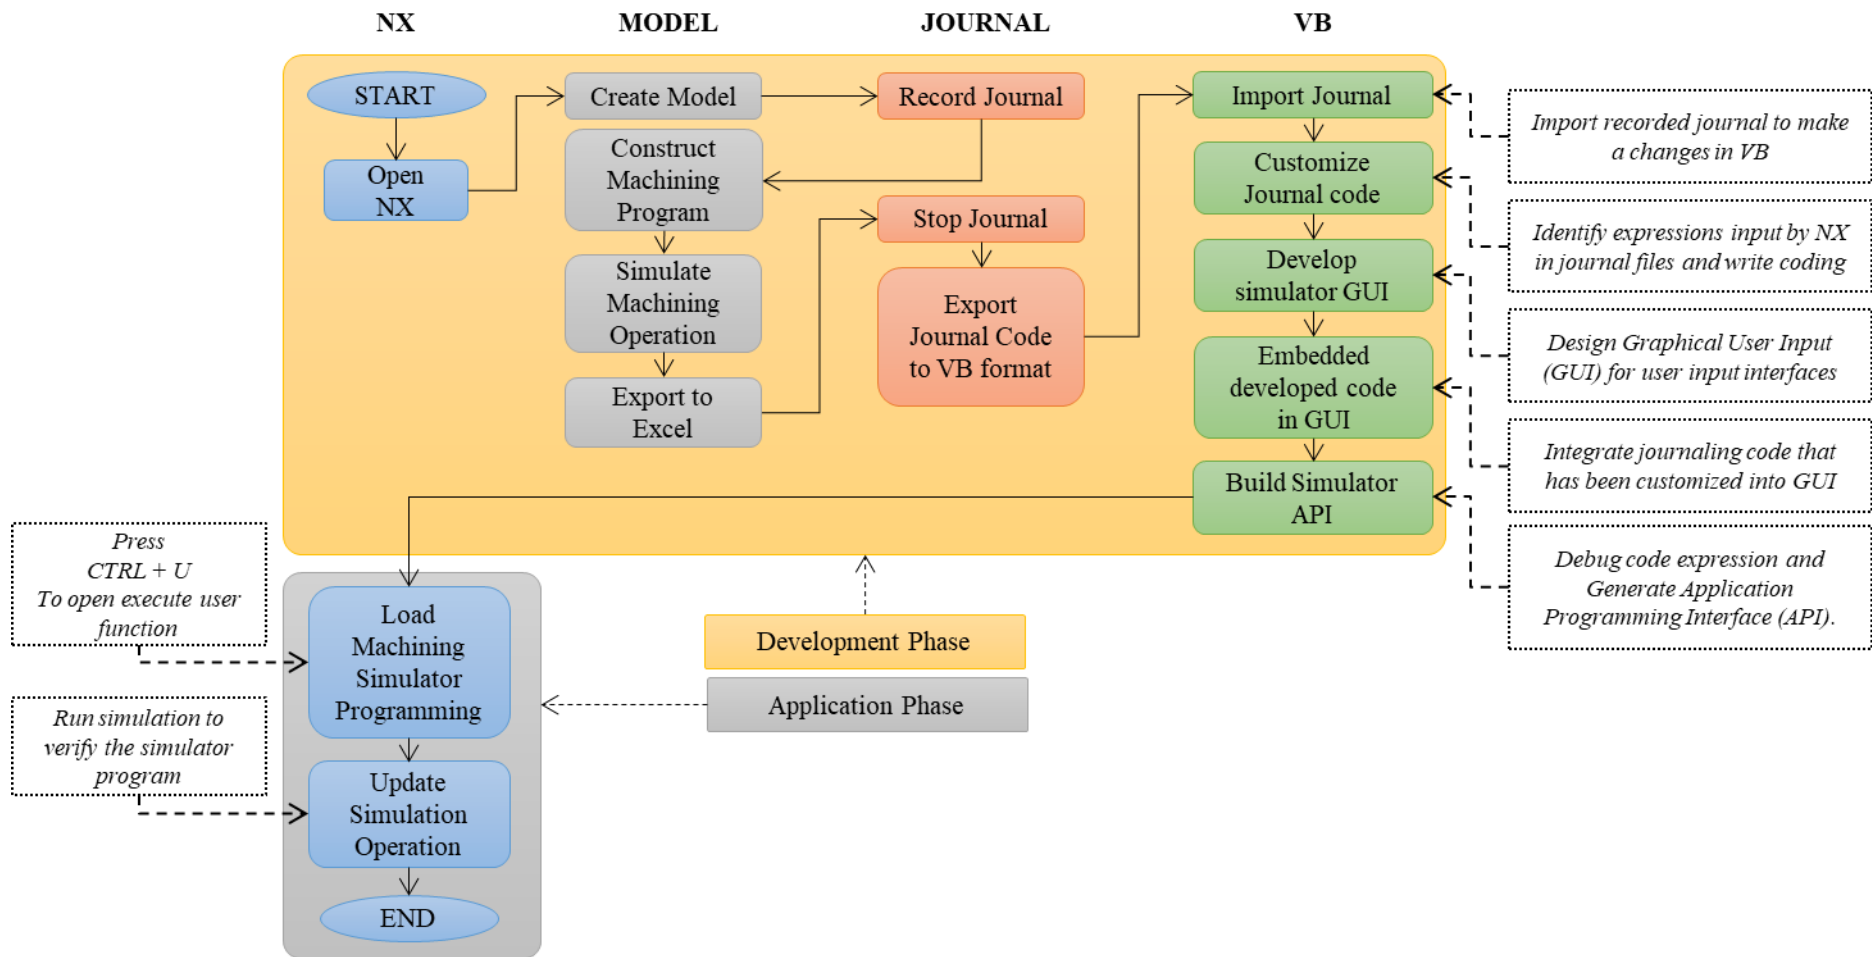 NX
MODEL
JOURNAL
VB
START
Open
NX
Create Model
Construct
Machining
Program
Simulate
Machining
Operation
Export to
Excel
Record Journal
Stop Journal
Export
Journal Code
to VB format
Import Journal
Customize
Journal code
Develop
simulator GUI
Embedded
developed code
in GUI
Build Simulator
API
Import recorded journal to make
a changes in VB
Identify expressions input by NX
in journal files and write coding
Design Graphical User Input
(GUI) for user input interfaces
Integrate journaling code that
has been customized into GUI
Debug code expression and
Generate Application
Programming Interface (API).
Press
CTRL + U
To open execute user
function
Run simulation to
verify the simulator
program
Load
Machining
Simulator
Programming
Update
Simulation
Operation
END
Development Phase
Application Phase